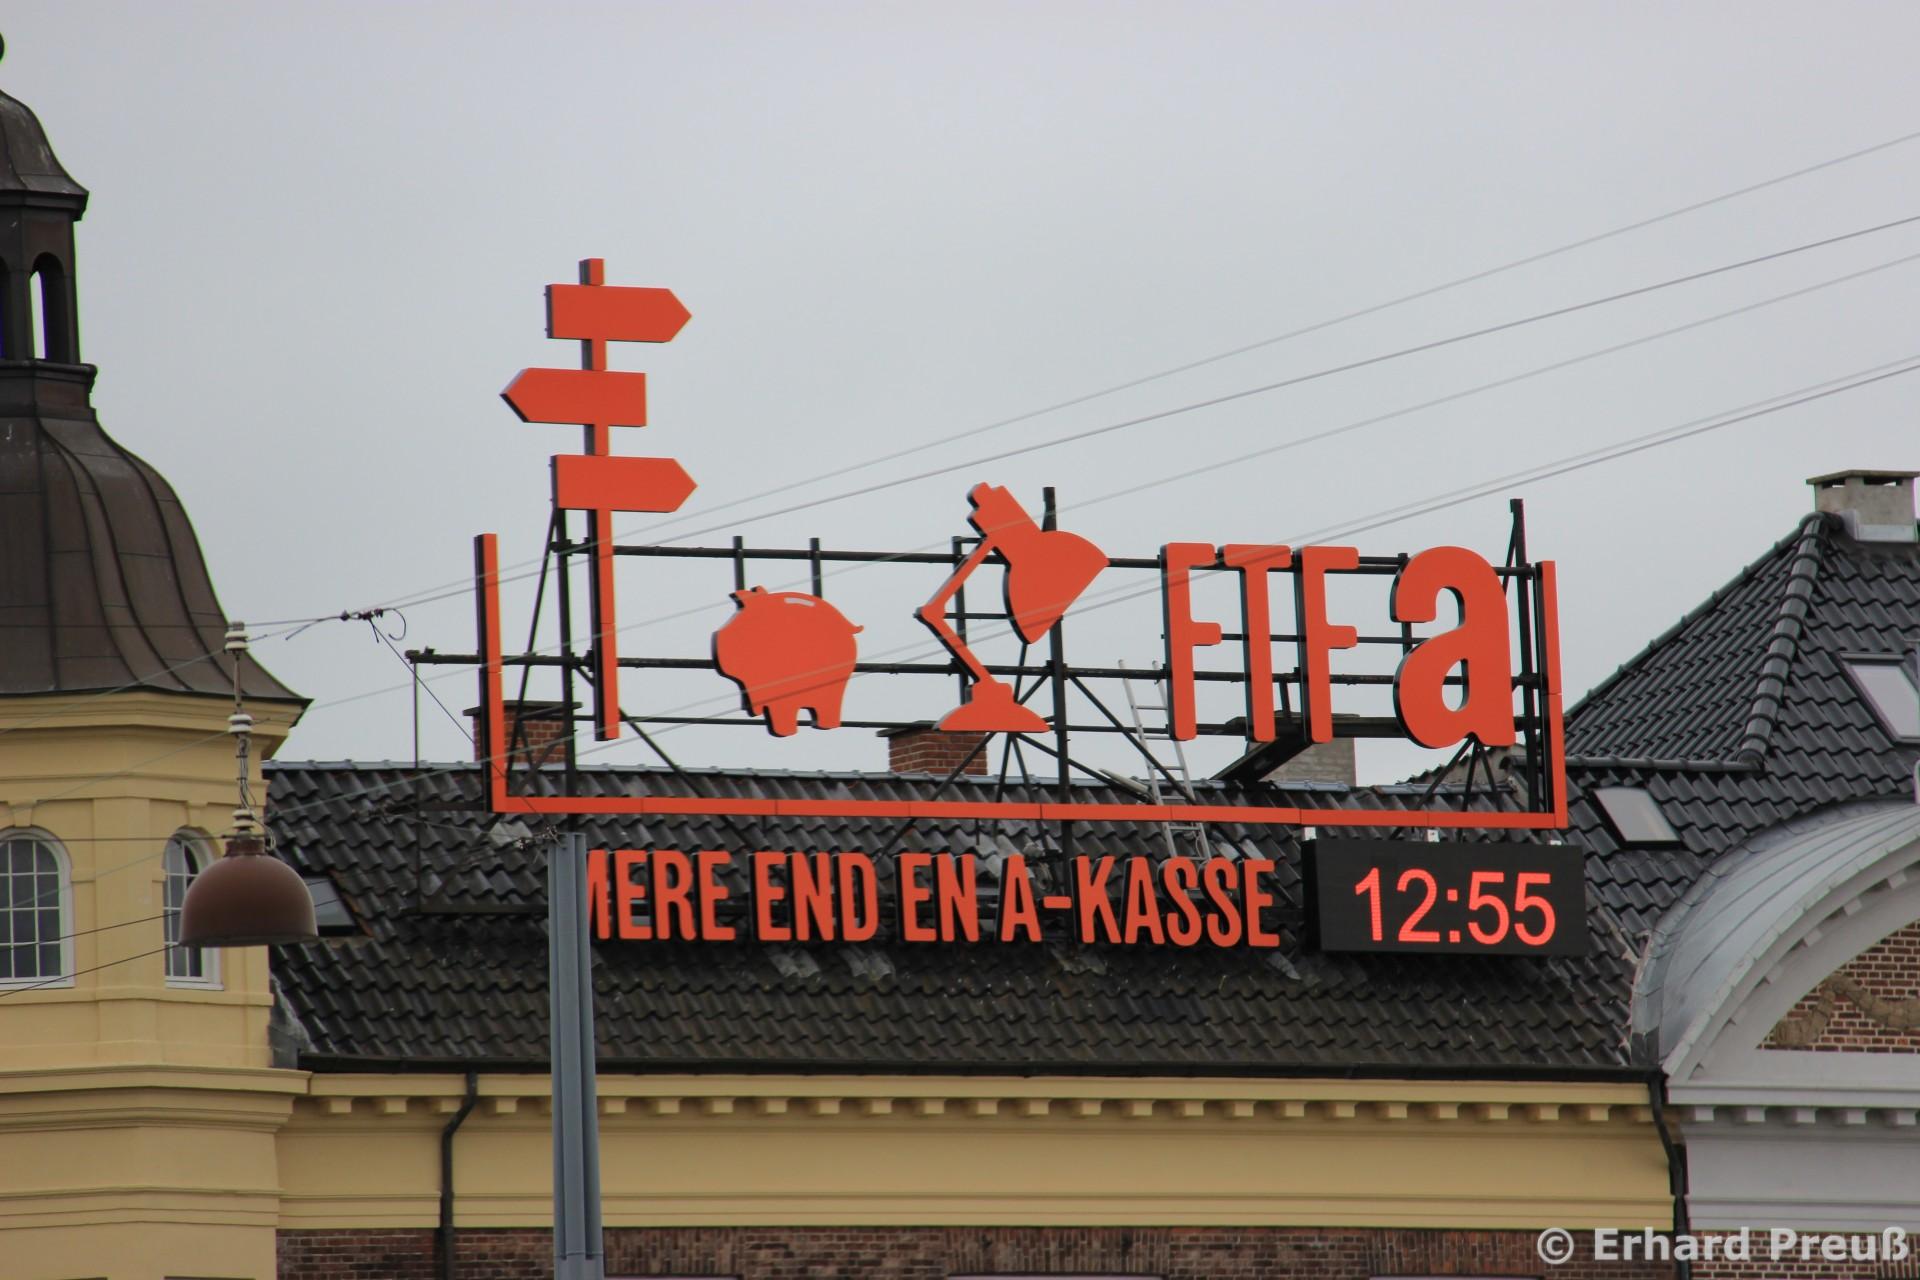 FTFa
MERE END EN A-KASSE 12:55
© Erhard Preuß